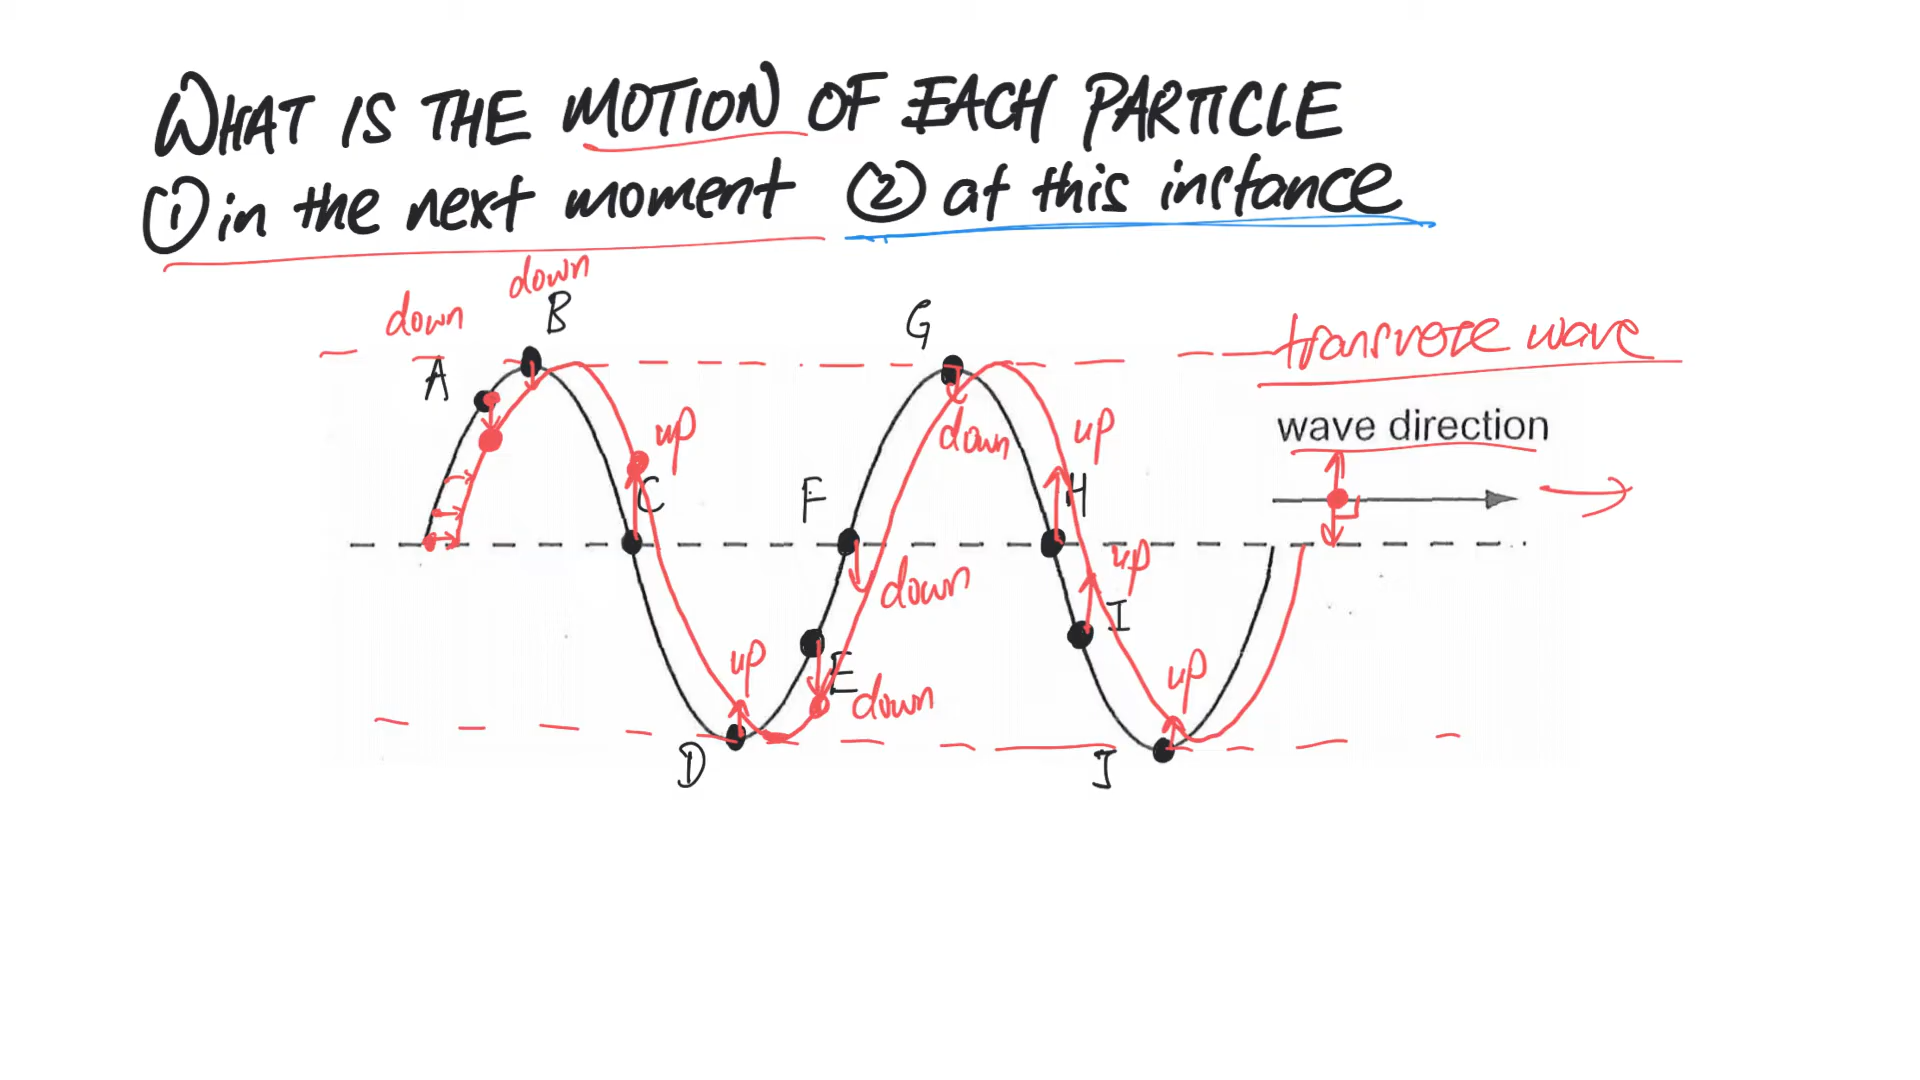 WHAT IS THE MOTION OF EACH PARTICLE
① in the next moment ② at this instance
down
down
B
G
transverse wave
A
wave direction
up
up
down
C
F
H
up
down
I
up
E
up
down
D
J